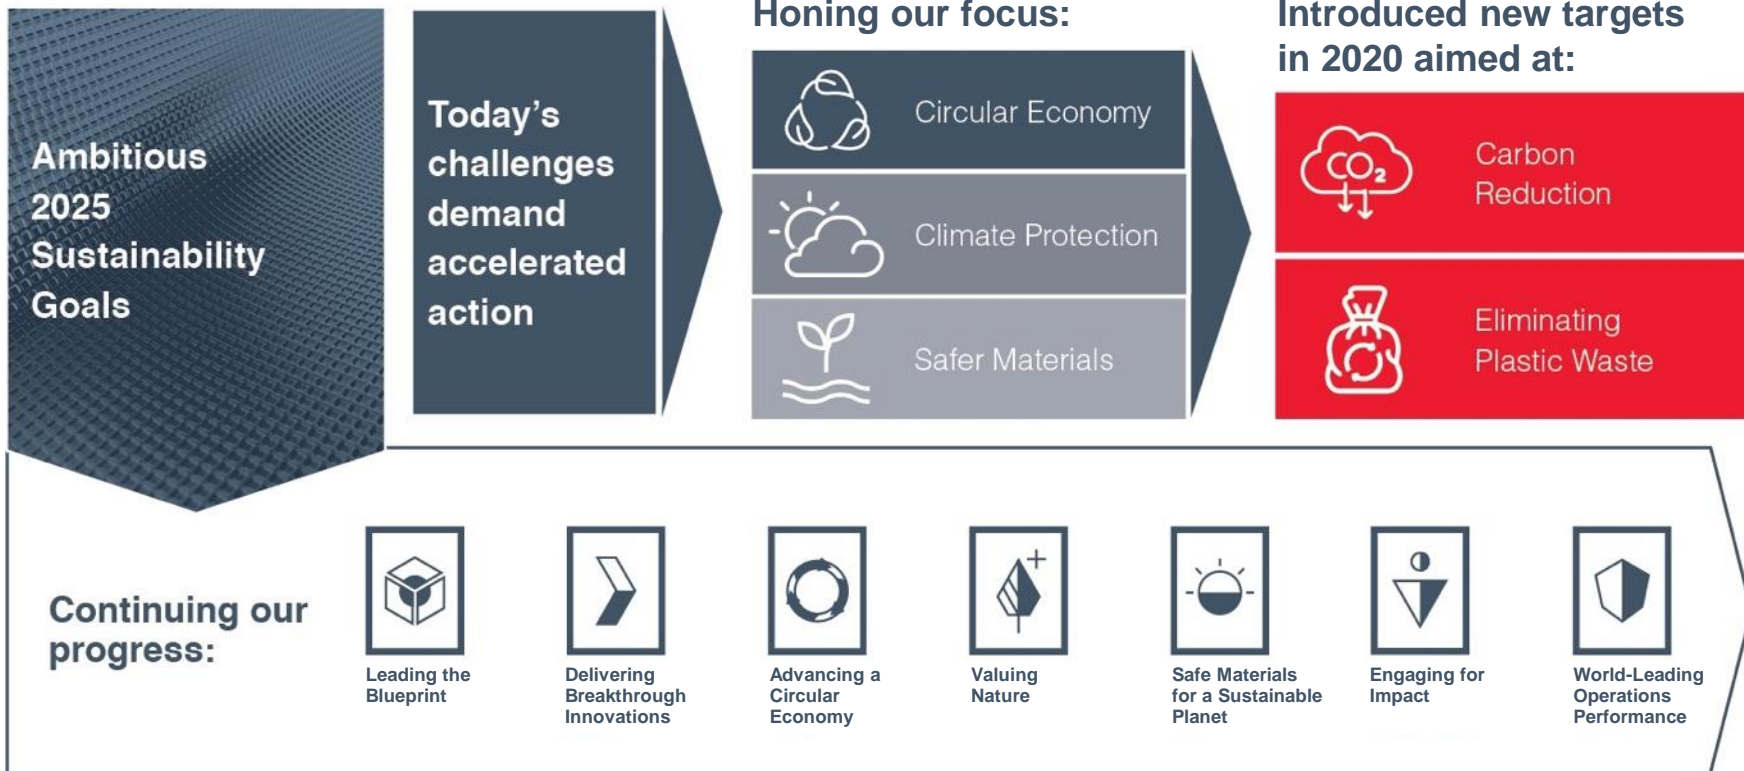 Ambitious
2025
Sustainability
Goals
Today's
challenges
demand
accelerated
action
Honing our focus:
Circular Economy
Climate Protection
Safer Materials
Introduced new targets
in 2020 aimed at:
CO₂
Carbon
Reduction
Eliminating
Plastic Waste
Continuing our
progress:
Leading the
Blueprint
Delivering
Breakthrough
Innovations
Advancing a
Circular
Economy
Valuing
Nature
Safe Materials
for a Sustainable
Planet
Engaging for
Impact
World-Leading
Operations
Performance